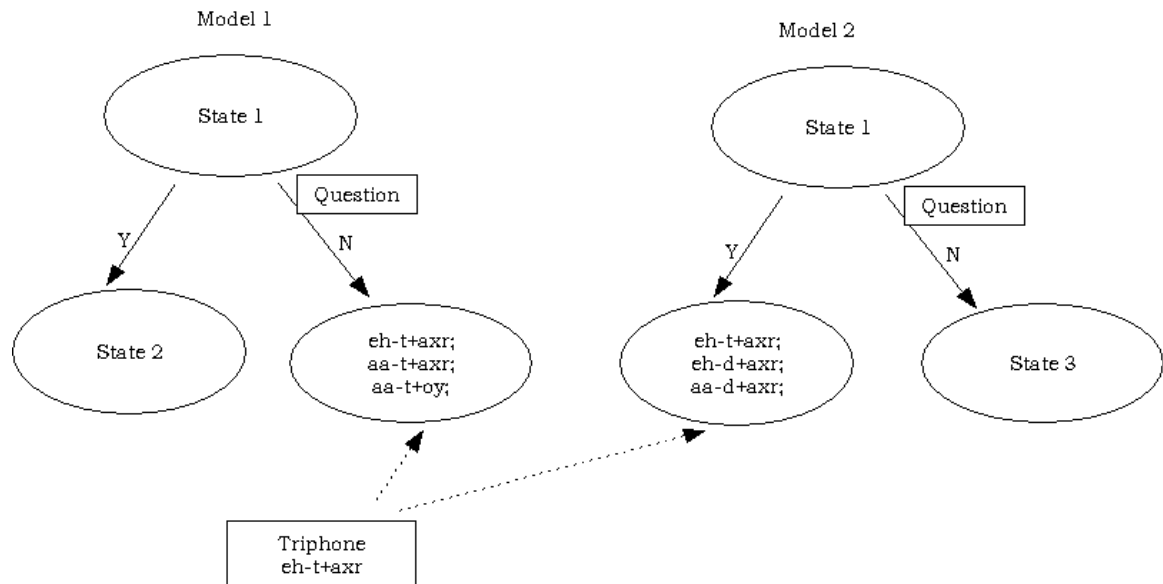 Model 1
Model 2
State 1
State 1
Question
Question
Y
N
Y
N
State 2
eh-t+axr;
aa-t+axr;
aa-t+oy;
eh-t+axr;
eh-d+axr;
aa-d+axr;
State 3
Triphone
eh-t+axr